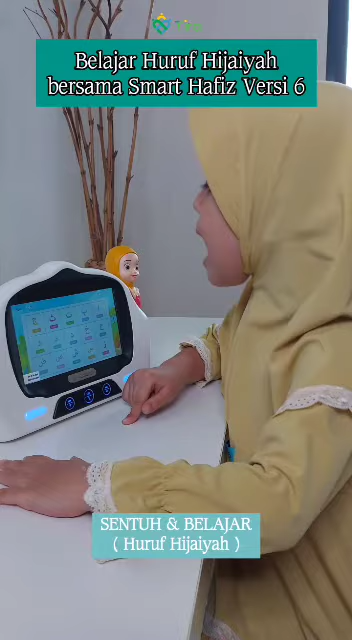 Belajar Huruf Hijaiyah
bersama Smart Hafiz Versi 6
SENTUH & BELAJAR
( Huruf Hijaiyah )